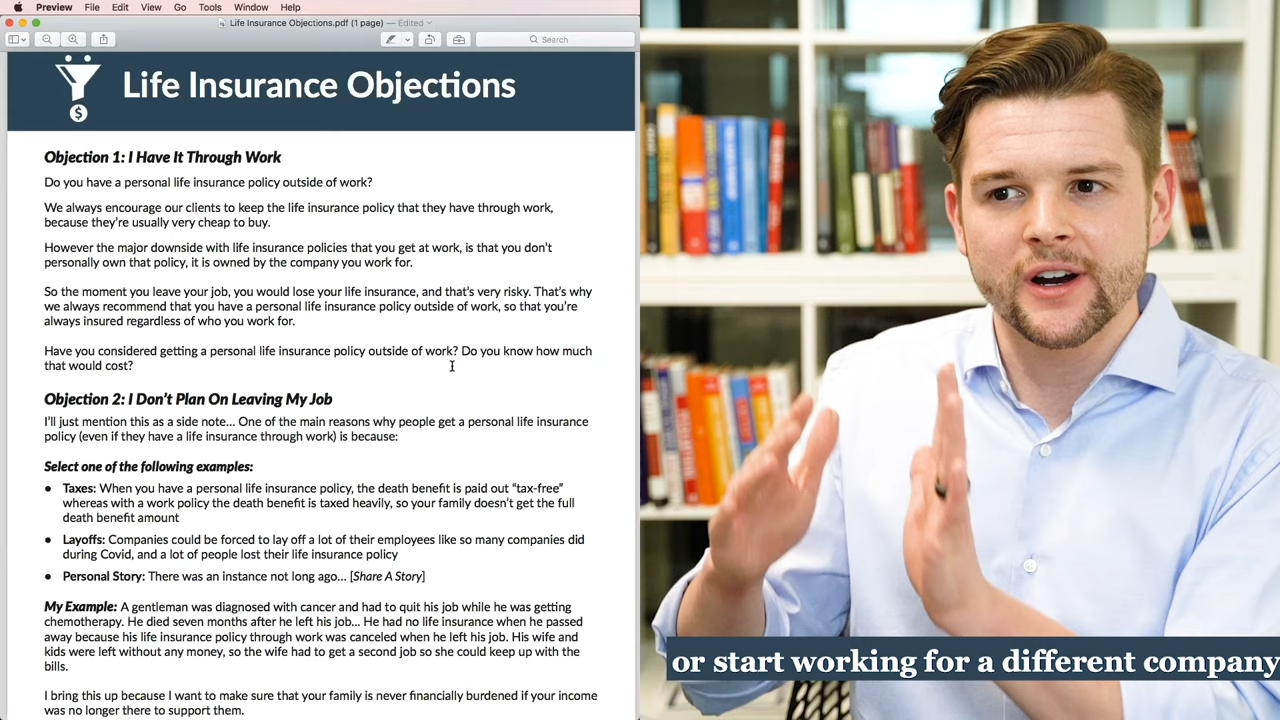 Preview File Edit View Go Tools Window Help
Life Insurance Objections.pdf (1 page) — Edited
Search
Life Insurance Objections
$
Objection 1: I Have It Through Work
Do you have a personal life insurance policy outside of work?
We always encourage our clients to keep the life insurance policy that they have through work,
because they're usually very cheap to buy.
However the major downside with life insurance policies that you get at work, is that you don't
personally own that policy, it is owned by the company you work for.
So the moment you leave your job, you would lose your life insurance, and that's very risky. That's why
we always recommend that you have a personal life insurance policy outside of work, so that you're
always insured regardless of who you work for.
Have you considered getting a personal life insurance policy outside of work? Do you know how much
that would cost?
Objection 2: I Don't Plan On Leaving My Job
I'll just mention this as a side note... One of the main reasons why people get a personal life insurance
policy (even if they have a life insurance through work) is because:
Select one of the following examples:
● Taxes: When you have a personal life insurance policy, the death benefit is paid out “tax-free”
whereas with a work policy the death benefit is taxed heavily, so your family doesn't get the full
death benefit amount
● Layoffs: Companies could be forced to lay off a lot of their employees like so many companies did
during Covid, and a lot of people lost their life insurance policy
● Personal Story: There was an instance not long ago... [Share A Story]
My Example: A gentleman was diagnosed with cancer and had to quit his job while he was getting
chemotherapy. He died seven months after he left his job... He had no life insurance when he passed
away because his life insurance policy through work was canceled when he left his job. His wife and
kids were left without any money, so the wife had to get a second job so she could keep up with the
bills.
I bring this up because I want to make sure that your family is never financially burdened if your income
was no longer there to support them.
or start working for a different company